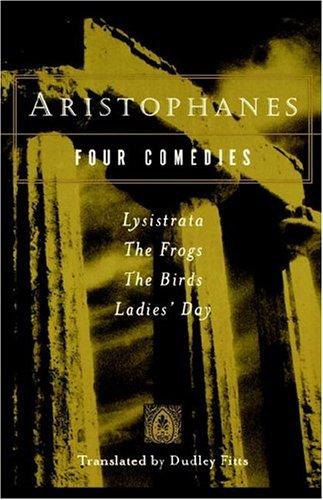 ARISTOPHANES
FOUR COMEDIES
Lysistrata
The Frogs
The Birds
Ladies' Day
Translated by Dudley Fitts